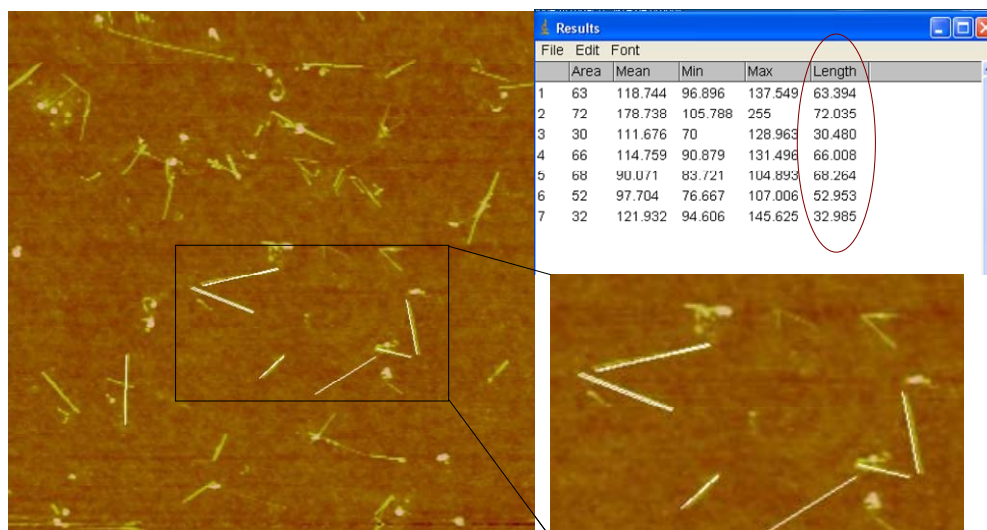 Results
File Edit Font
Area Mean Min Max Length
1 63 118.744 96.896 137.549 63.394
2 72 178.738 105.788 255 72.035
3 30 111.676 70 128.963 30.480
4 66 114.759 90.879 131.496 66.008
5 68 90.071 83.721 104.893 68.264
6 52 97.704 76.667 107.006 52.953
7 32 121.932 94.606 145.625 32.985